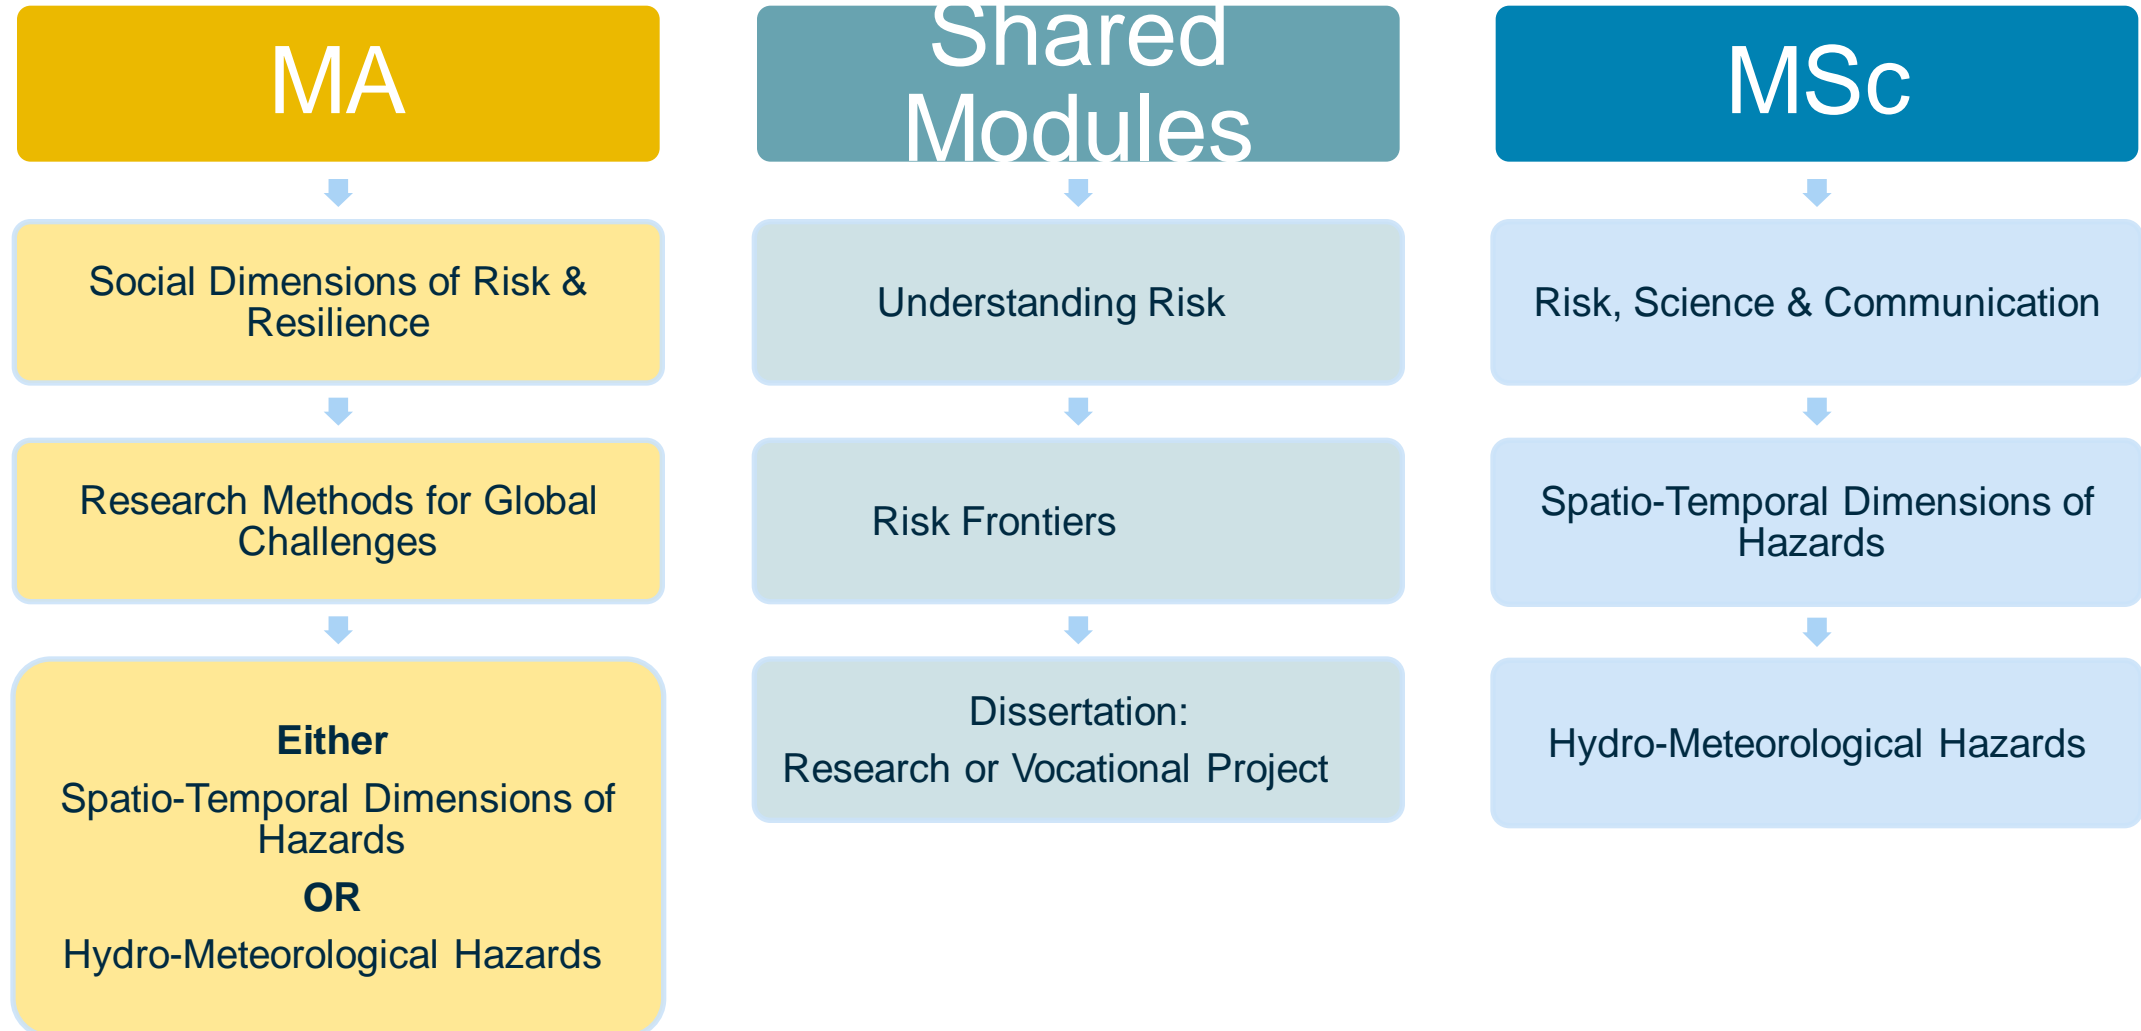 MA
Social Dimensions of Risk &
Resilience
Research Methods for Global
Challenges
Either
Spatio-Temporal Dimensions of
Hazards
OR
Hydro-Meteorological Hazards
Shared
Modules
Understanding Risk
Risk Frontiers
Dissertation:
Research or Vocational Project
MSc
Risk, Science & Communication
Spatio-Temporal Dimensions of
Hazards
Hydro-Meteorological Hazards